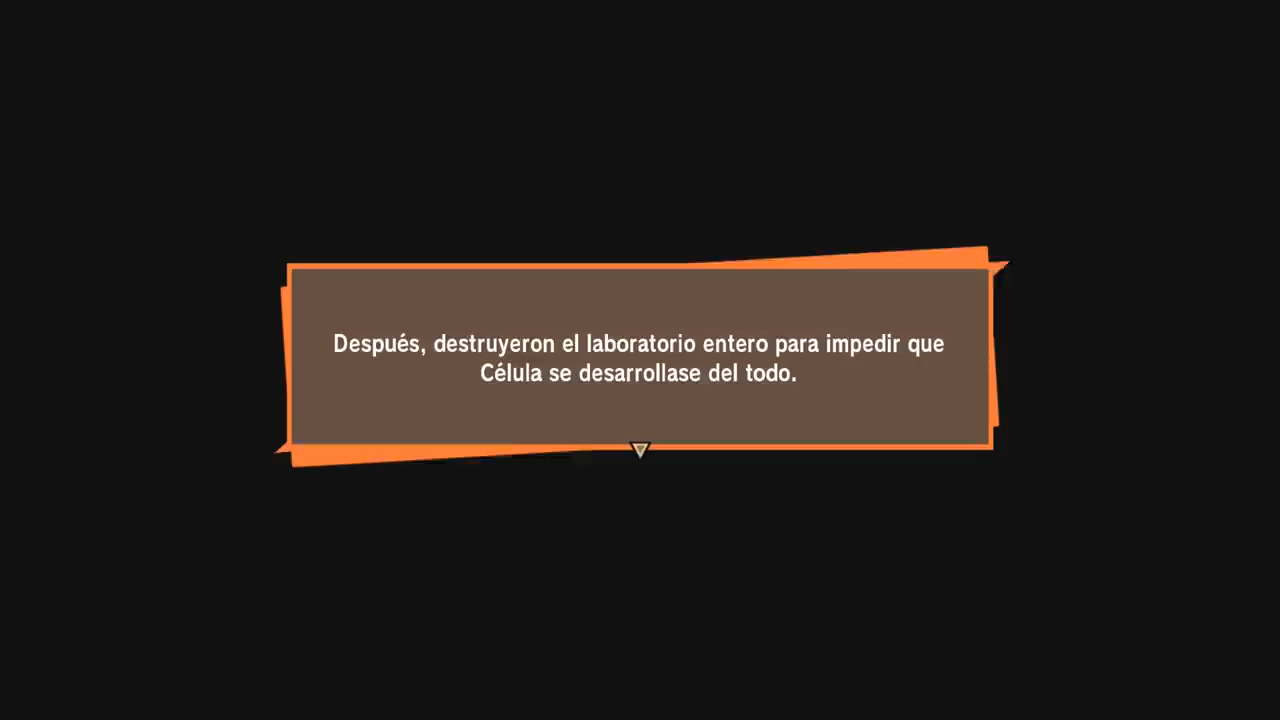 Después, destruyeron el laboratorio entero para impedir que
Célula se desarrollase del todo.